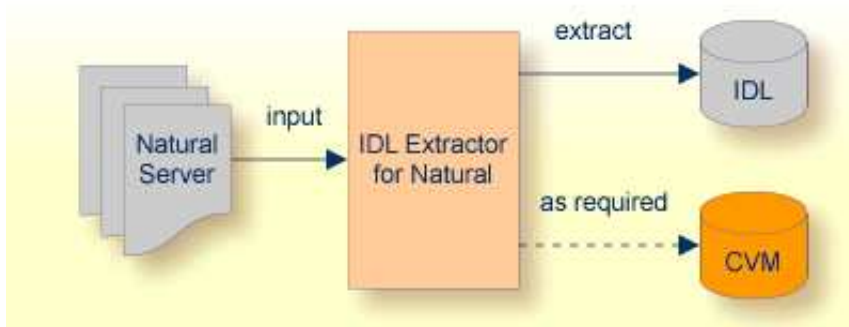 extract
IDL
input
Natural
Server
IDL Extractor
for Natural
as required
CVM